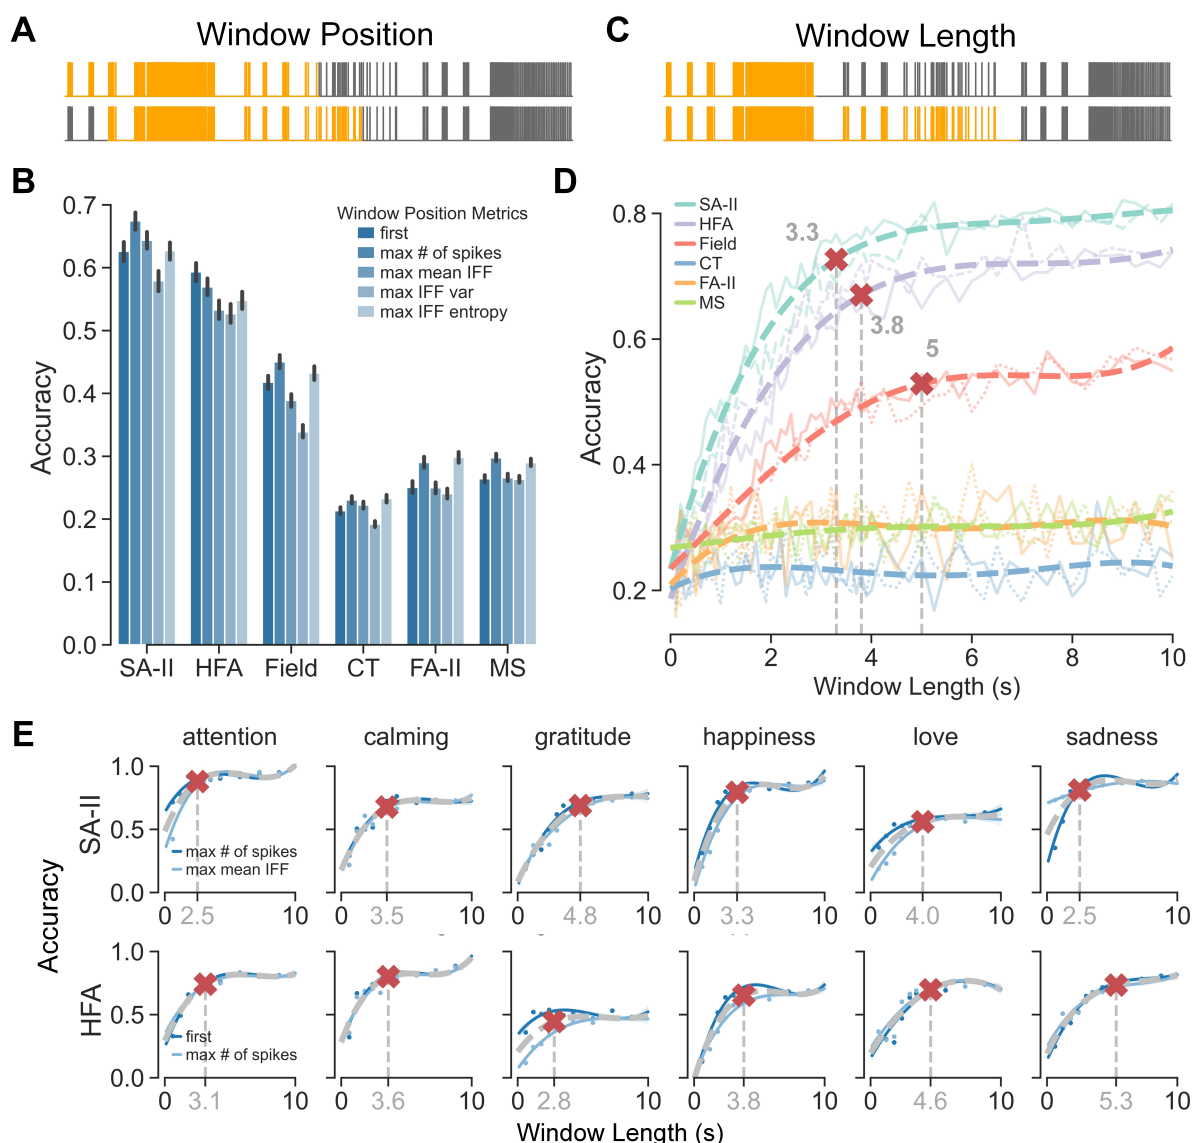 A
Window Position
C
Window Length
B
0.7
0.6
0.5
0.4
0.3
0.2
0.1
0.0
Accuracy
Window Position Metrics
first
max # of spikes
max mean IFF
max IFF var
max IFF entropy
SA-II HFA Field CT FA-II MS
D
SA-II
HFA
Field
CT
FA-II
MS
0.8
0.6
0.4
0.2
Accuracy
3.3
3.8
5
0 2 4 6 8 10
Window Length (s)
E
attention calming gratitude happiness love sadness
Accuracy
SA-II
1.0
0.5
0.0
max # of spikes
max mean IFF
0 2.5 10 0 3.5 10 0 4.8 10 0 3.3 10 0 4.0 10 0 2.5 10
HFA
1.0
0.5
0.0
first
max # of spikes
0 3.1 10 0 3.6 10 0 2.8 10 0 3.8 10 0 4.6 10 0 5.3 10
Window Length (s)